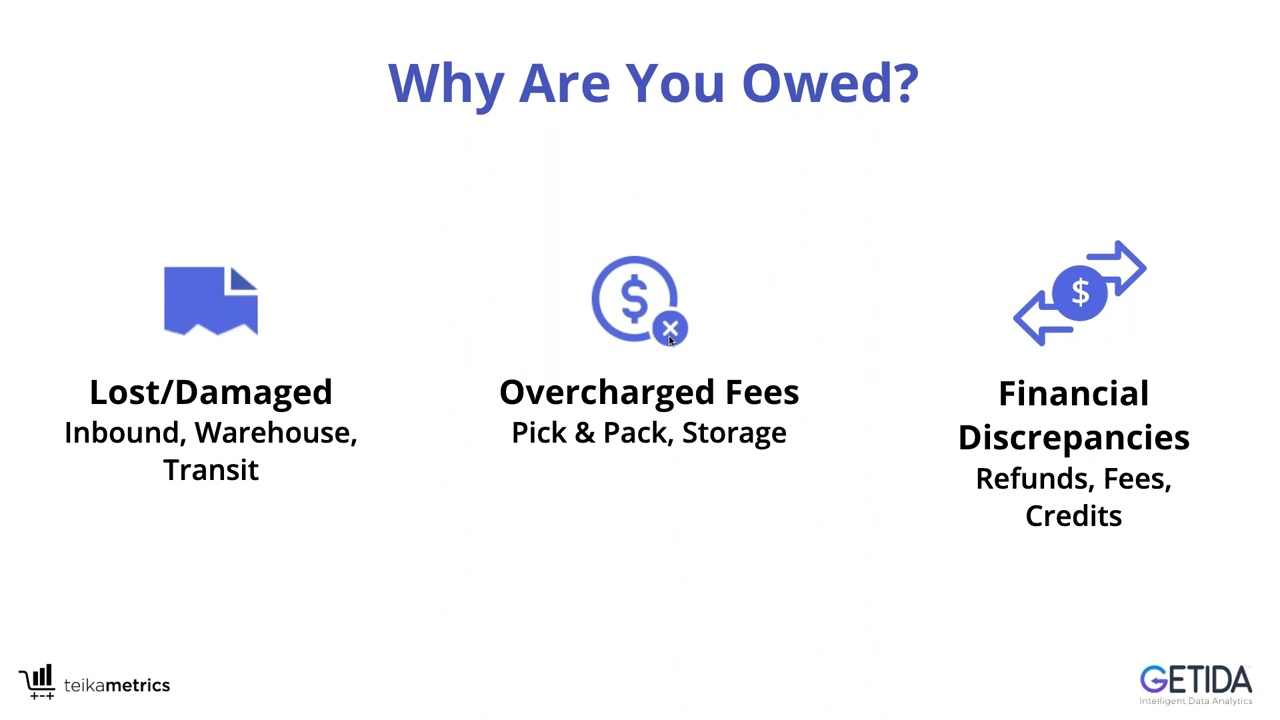 Why Are You Owed?
$
$
Lost/Damaged
Inbound, Warehouse,
Transit
Overcharged Fees
Pick & Pack, Storage
Financial
Discrepancies
Refunds, Fees,
Credits
teikametrics
GETIDA
Intelligent Data Analytics